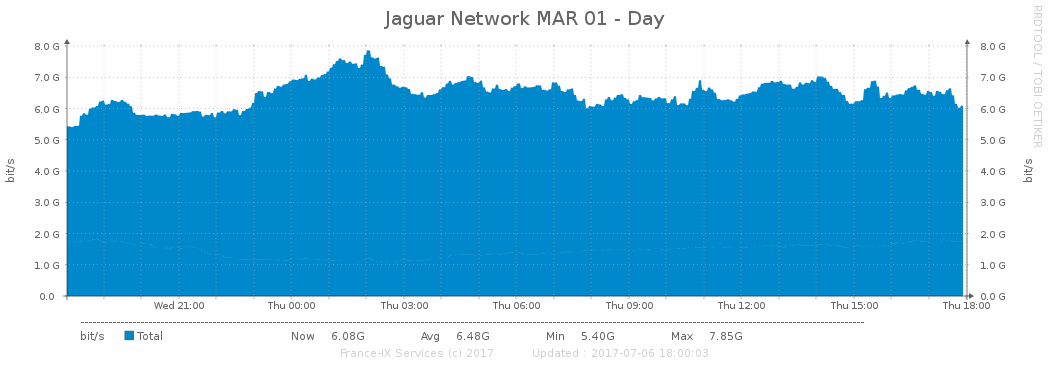 Jaguar Network MAR 01 - Day
RRDTOOL / TOBI OETIKER
bit/s
bit/s
8.0 G 8.0 G
7.0 G 7.0 G
6.0 G 6.0 G
5.0 G 5.0 G
4.0 G 4.0 G
3.0 G 3.0 G
2.0 G 2.0 G
1.0 G 1.0 G
0.0 0.0 G
Wed 21:00 Thu 00:00 Thu 03:00 Thu 06:00 Thu 09:00 Thu 12:00 Thu 15:00 Thu 18:00
bit/s Total Now 6.08G Avg 6.48G Min 5.40G Max 7.85G
France-IX Services (c) 2017 Updated : 2017-07-06 18:00:03